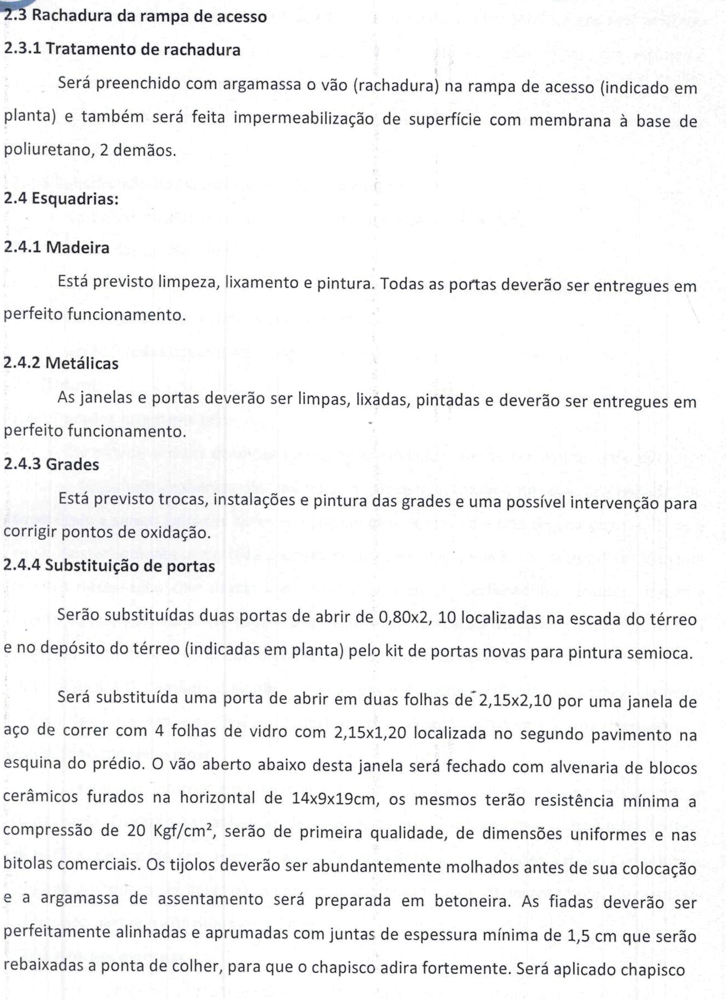 2.3 Rachadura da rampa de acesso
2.3.1 Tratamento de rachadura
Será preenchido com argamassa o vão (rachadura) na rampa de acesso (indicado em
planta) e também será feita impermeabilização de superfície com membrana à base de
poliuretano, 2 demãos.
2.4 Esquadrias:
2.4.1 Madeira
Está previsto limpeza, lixamento e pintura. Todas as portas deverão ser entregues em
perfeito funcionamento.
2.4.2 Metálicas
As janelas e portas deverão ser limpas, lixadas, pintadas e deverão ser entregues em
perfeito funcionamento.
2.4.3 Grades
Está previsto trocas, instalações e pintura das grades e uma possível intervenção para
corrigir pontos de oxidação.
2.4.4 Substituição de portas
Serão substituídas duas portas de abrir de 0,80x2, 10 localizadas na escada do térreo
e no depósito do térreo (indicadas em planta) pelo kit de portas novas para pintura semioca.
Será substituída uma porta de abrir em duas folhas de 2,15x2,10 por uma janela de
aço de correr com 4 folhas de vidro com 2,15x1,20 localizada no segundo pavimento na
esquina do prédio. O vão aberto abaixo desta janela será fechado com alvenaria de blocos
cerâmicos furados na horizontal de 14x9x19cm, os mesmos terão resistência mínima a
compressão de 20 Kgf/cm², serão de primeira qualidade, de dimensões uniformes e nas
bitolas comerciais. Os tijolos deverão ser abundantemente molhados antes de sua colocação
e a argamassa de assentamento será preparada em betoneira. As fiadas deverão ser
perfeitamente alinhadas e aprumadas com juntas de espessura mínima de 1,5 cm que serão
rebaixadas a ponta de colher, para que o chapisco adira fortemente. Será aplicado chapisco